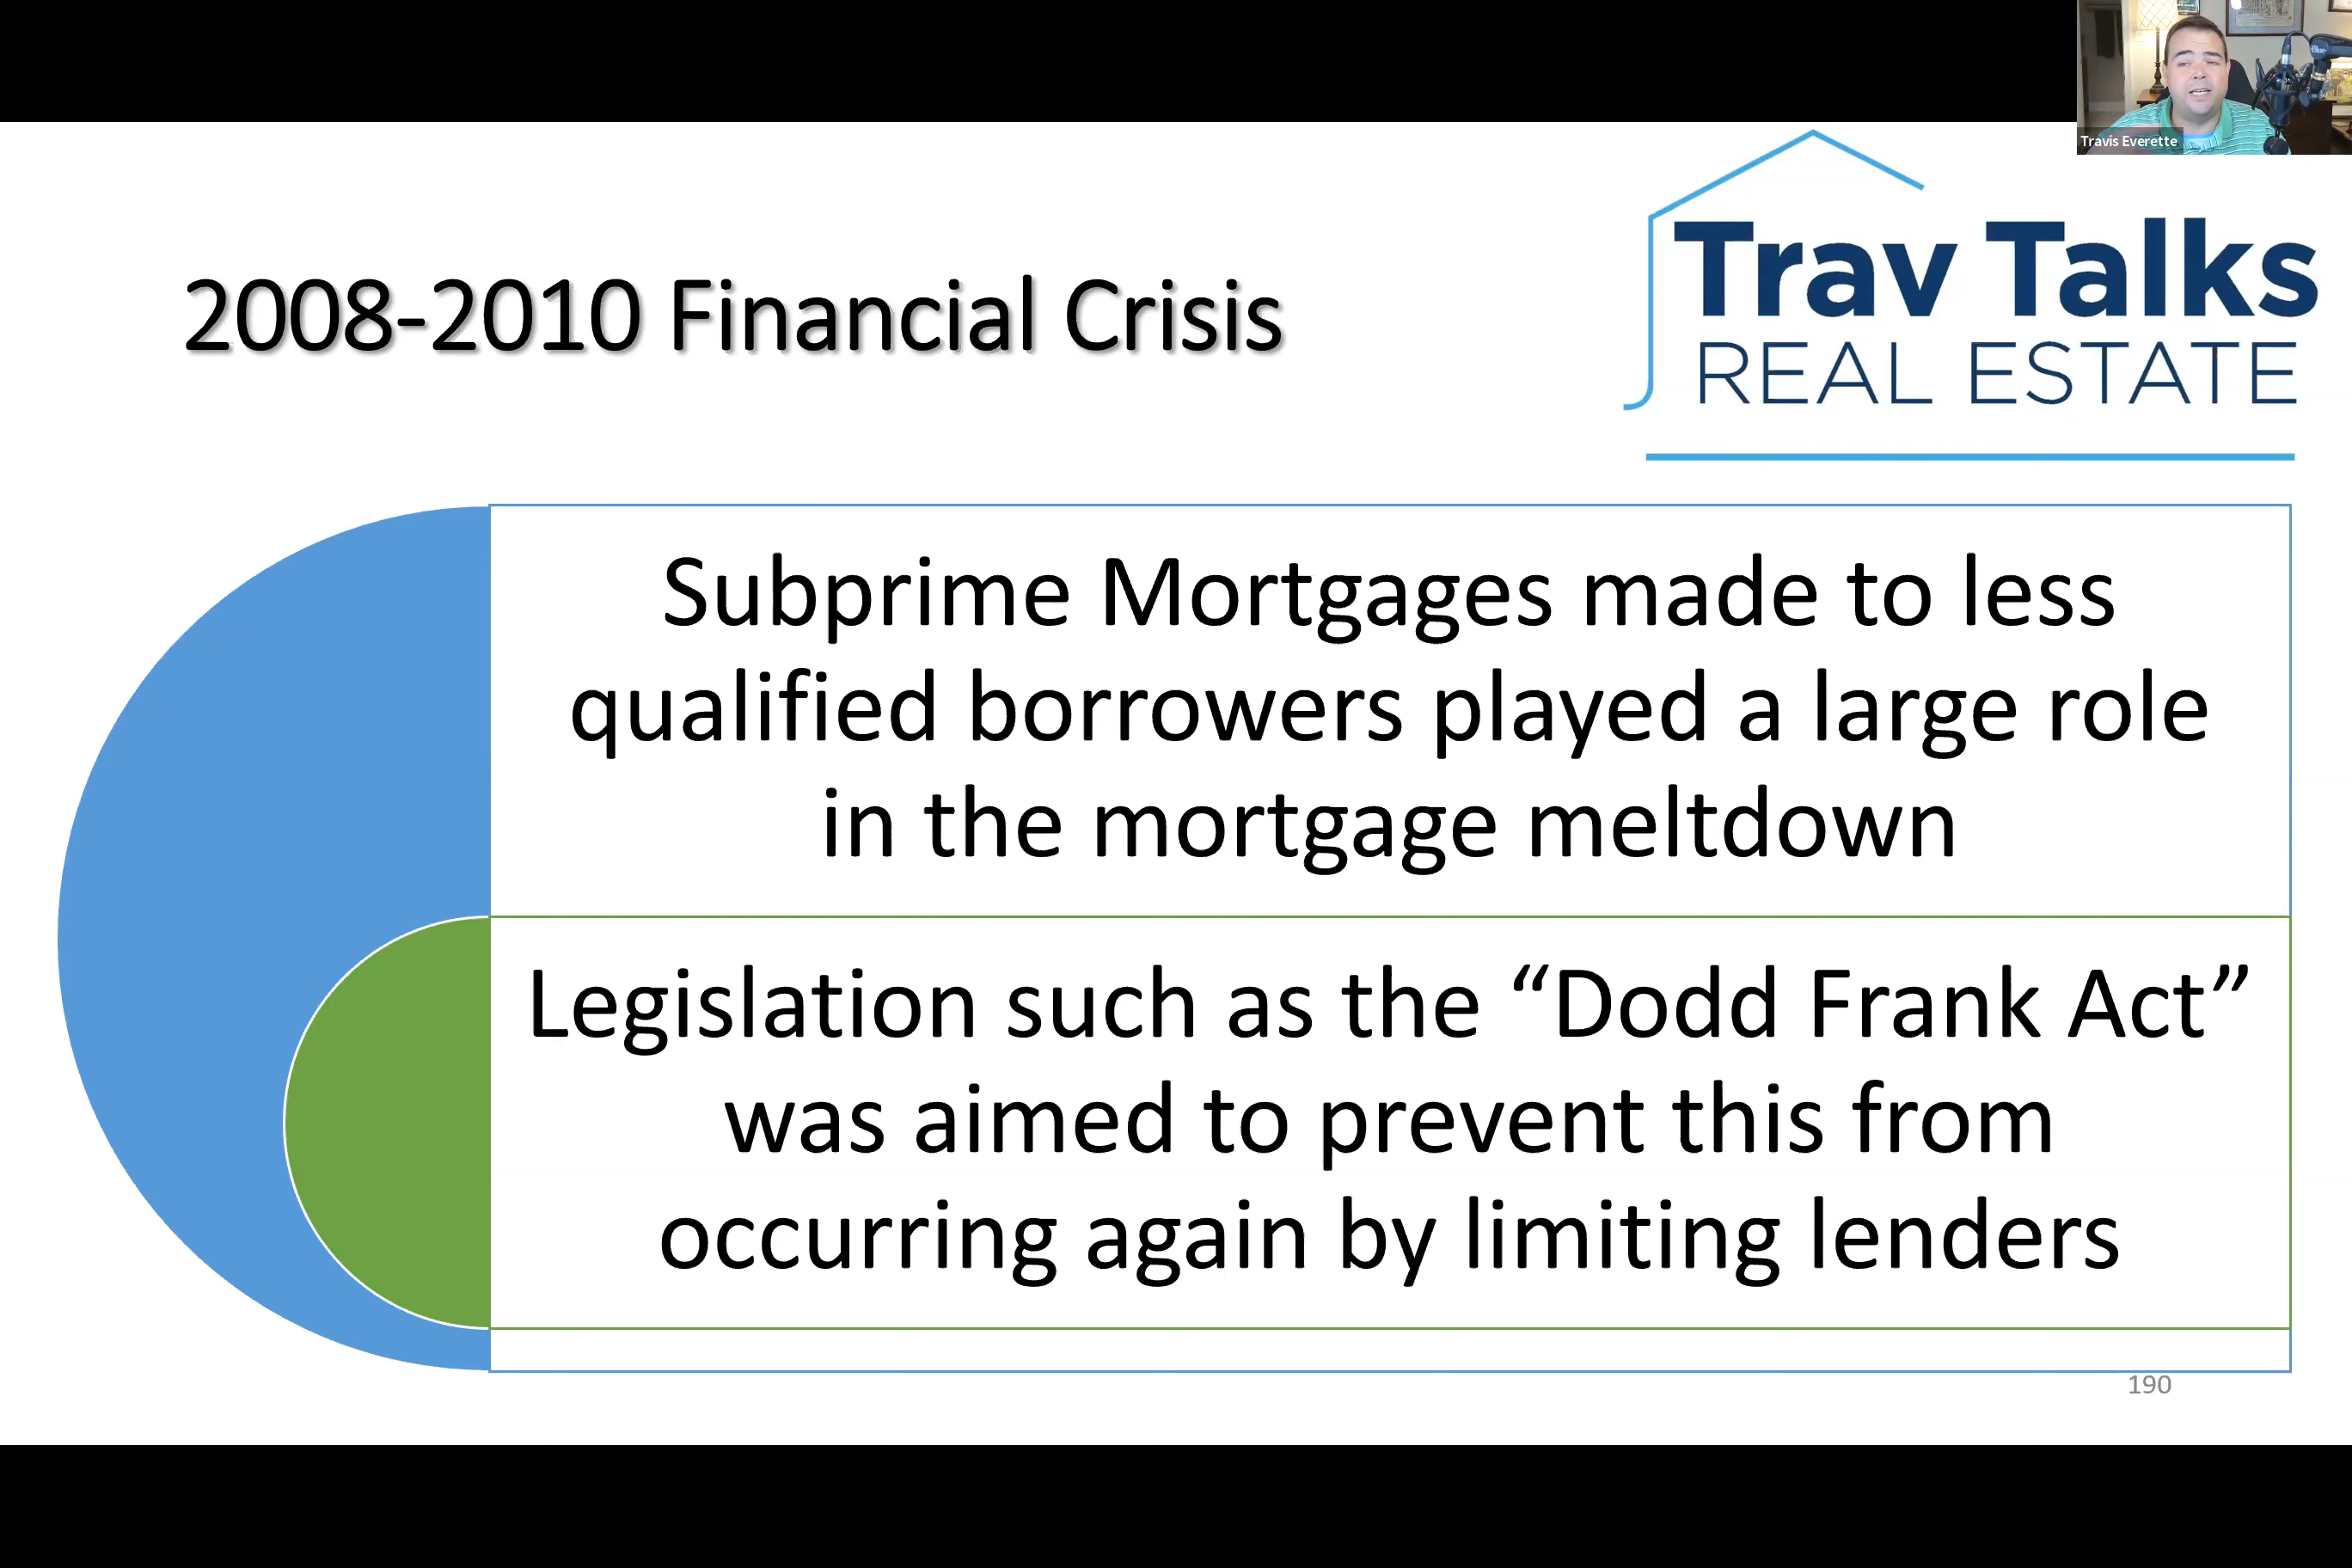 Travis Everette
Trav Talks
REAL ESTATE
2008-2010 Financial Crisis
Subprime Mortgages made to less
qualified borrowers played a large role
in the mortgage meltdown
Legislation such as the “Dodd Frank Act”
was aimed to prevent this from
occurring again by limiting lenders
190